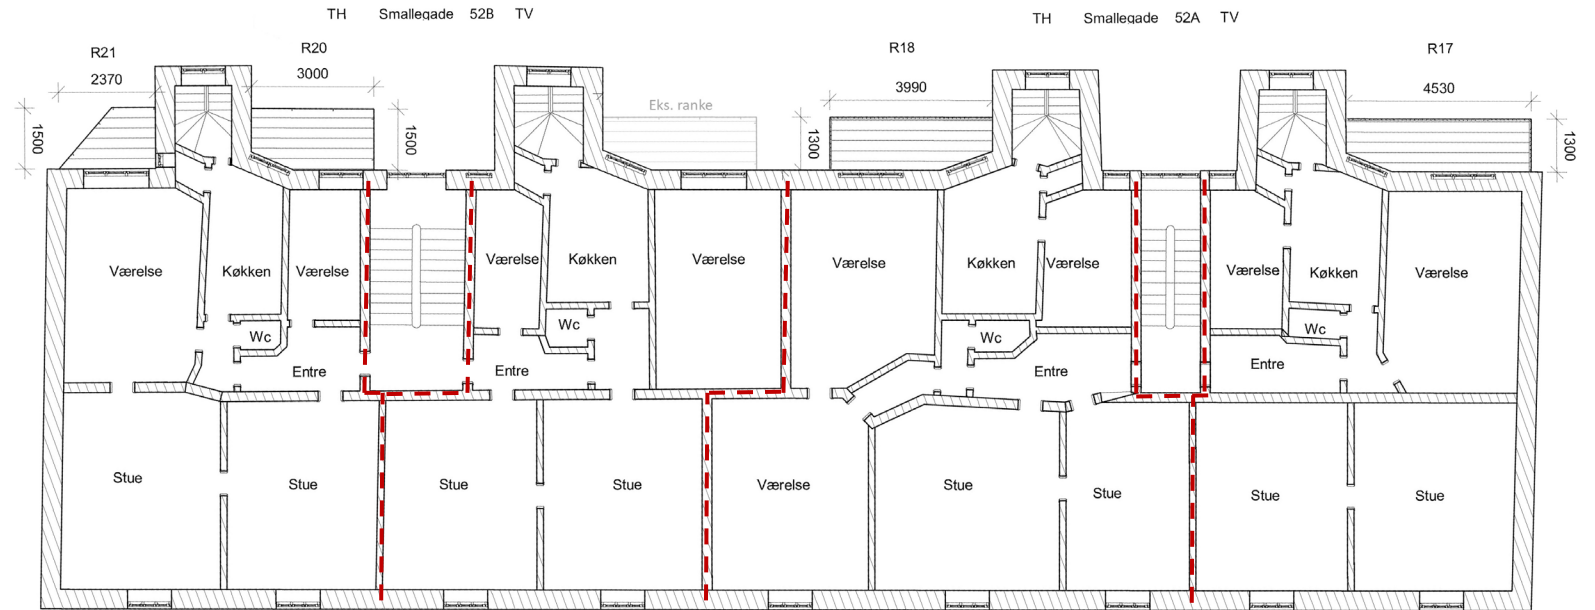 TH Smallegade 52B TV
TH Smallegade 52A TV
R21
R20
R18
R17
2370
3000
3990
4530
1500
1500
Eks. ranke
1300
1300
Værelse
Køkken
Værelse
Værelse
Køkken
Værelse
Værelse
Køkken
Værelse
Værelse
Køkken
Værelse
Wc
Wc
Wc
Wc
Entre
Entre
Entre
Entre
Stue
Stue
Stue
Stue
Værelse
Stue
Stue
Stue
Stue